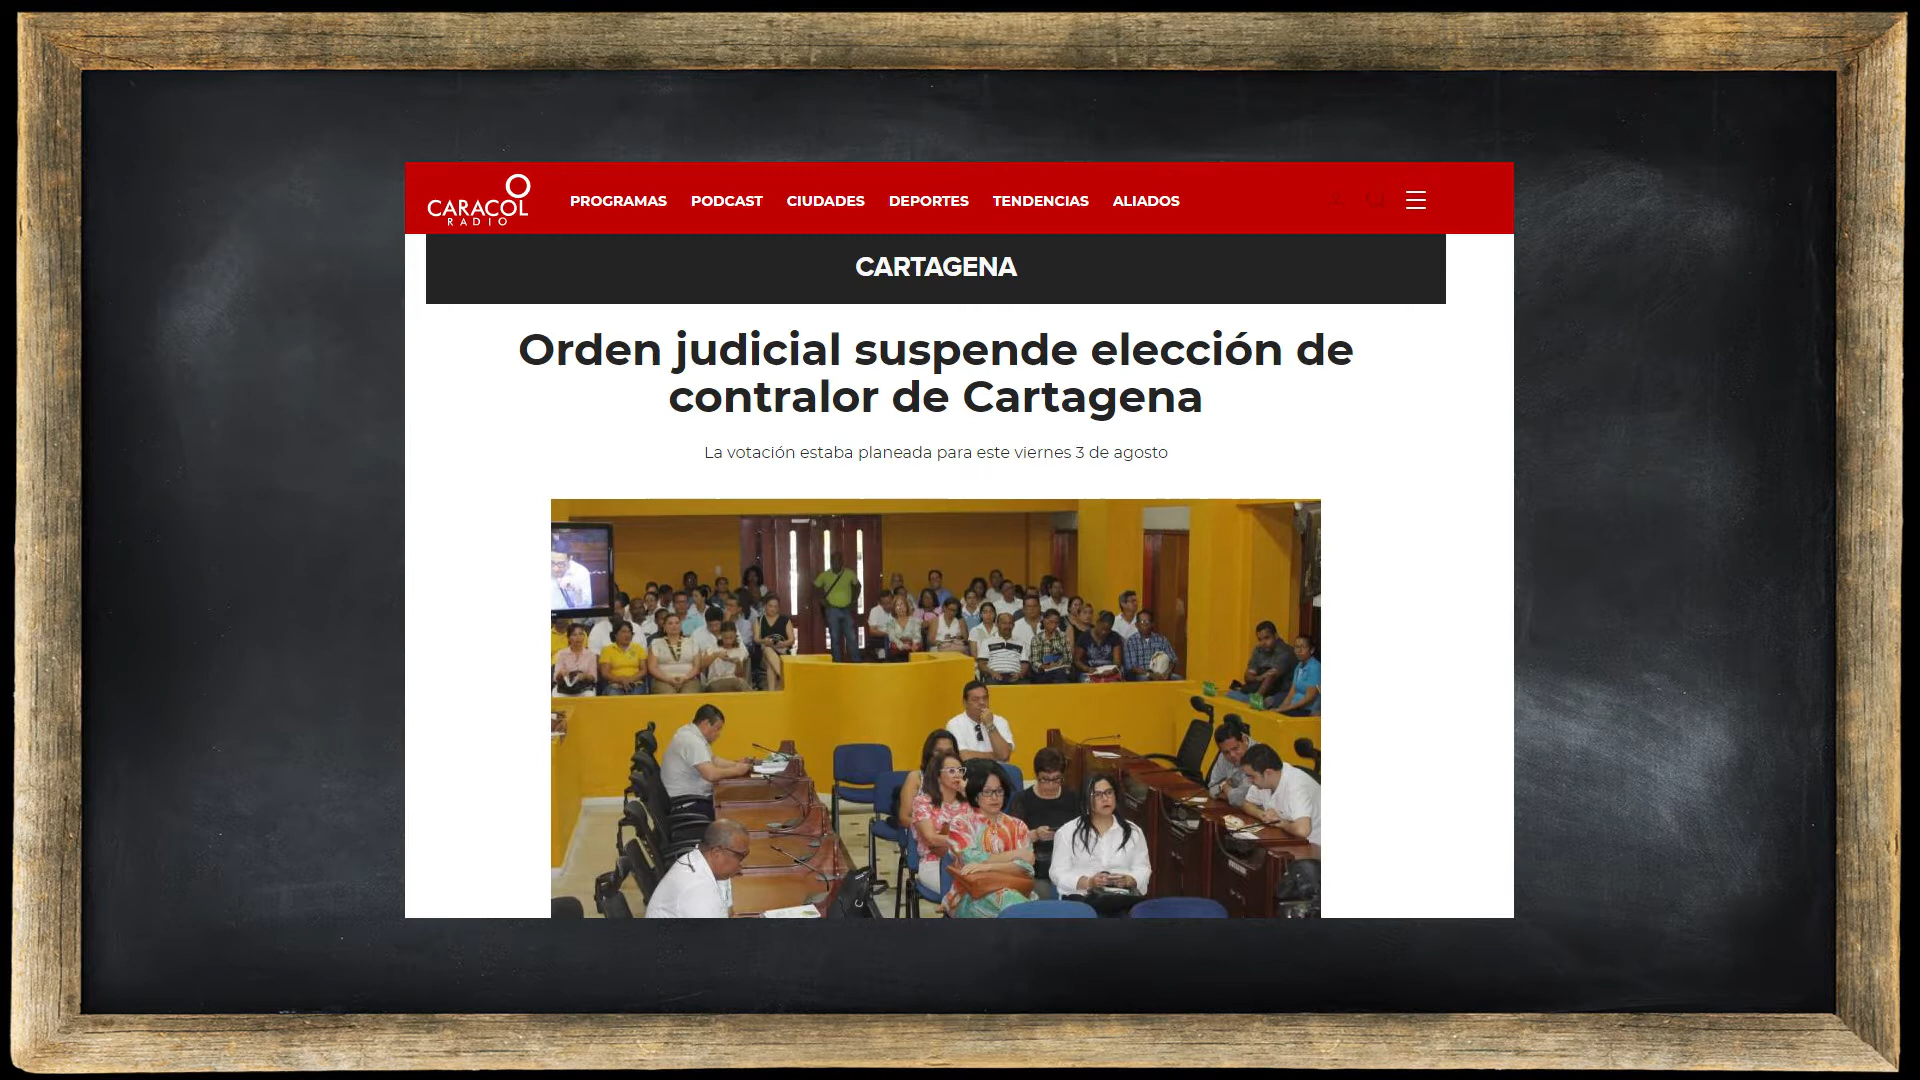 CARACOL
RADIO
PROGRAMAS PODCAST CIUDADES DEPORTES TENDENCIAS ALIADOS
CARTAGENA
Orden judicial suspende elección de
contralor de Cartagena
La votación estaba planeada para este viernes 3 de agosto